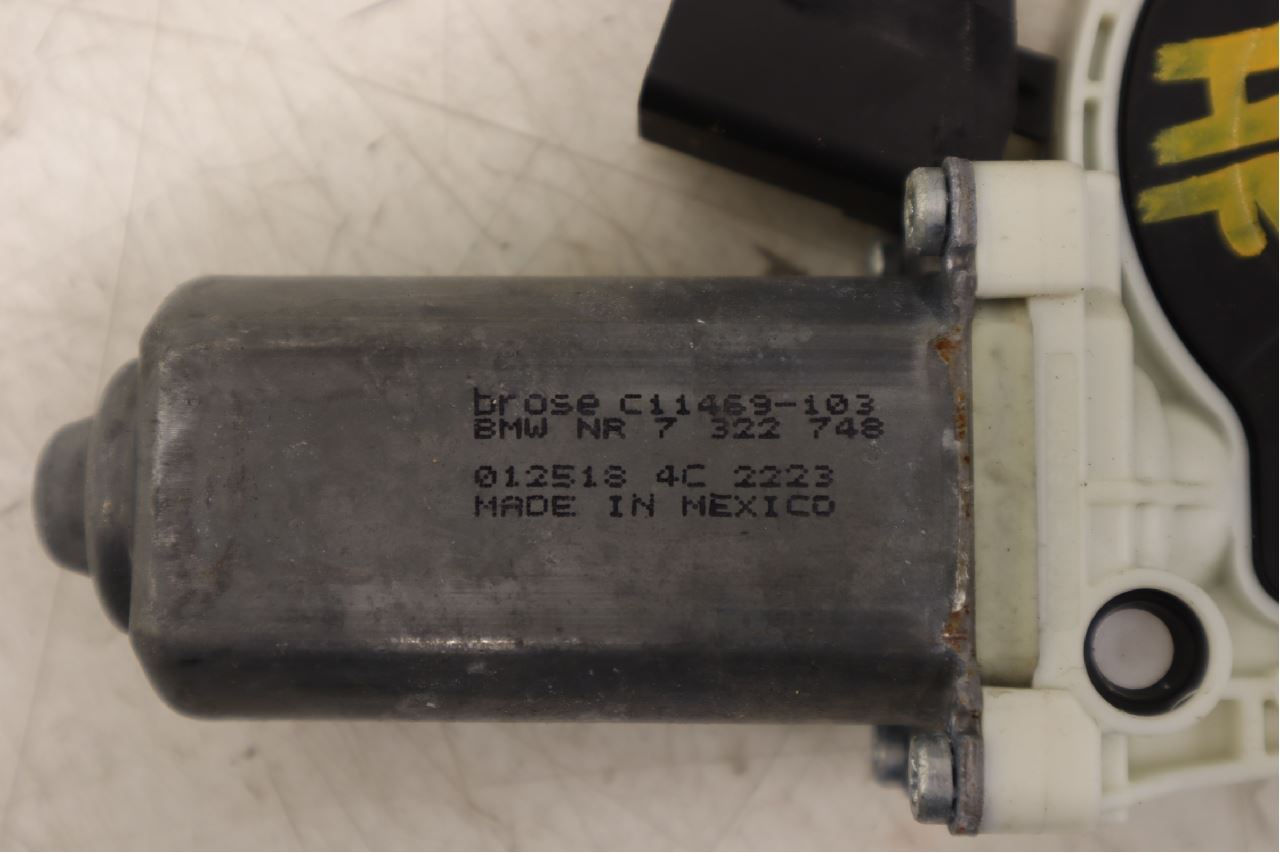 brose C11469-103
BMW NR 7 322 748
012518 4C 2223
MADE IN MEXICO